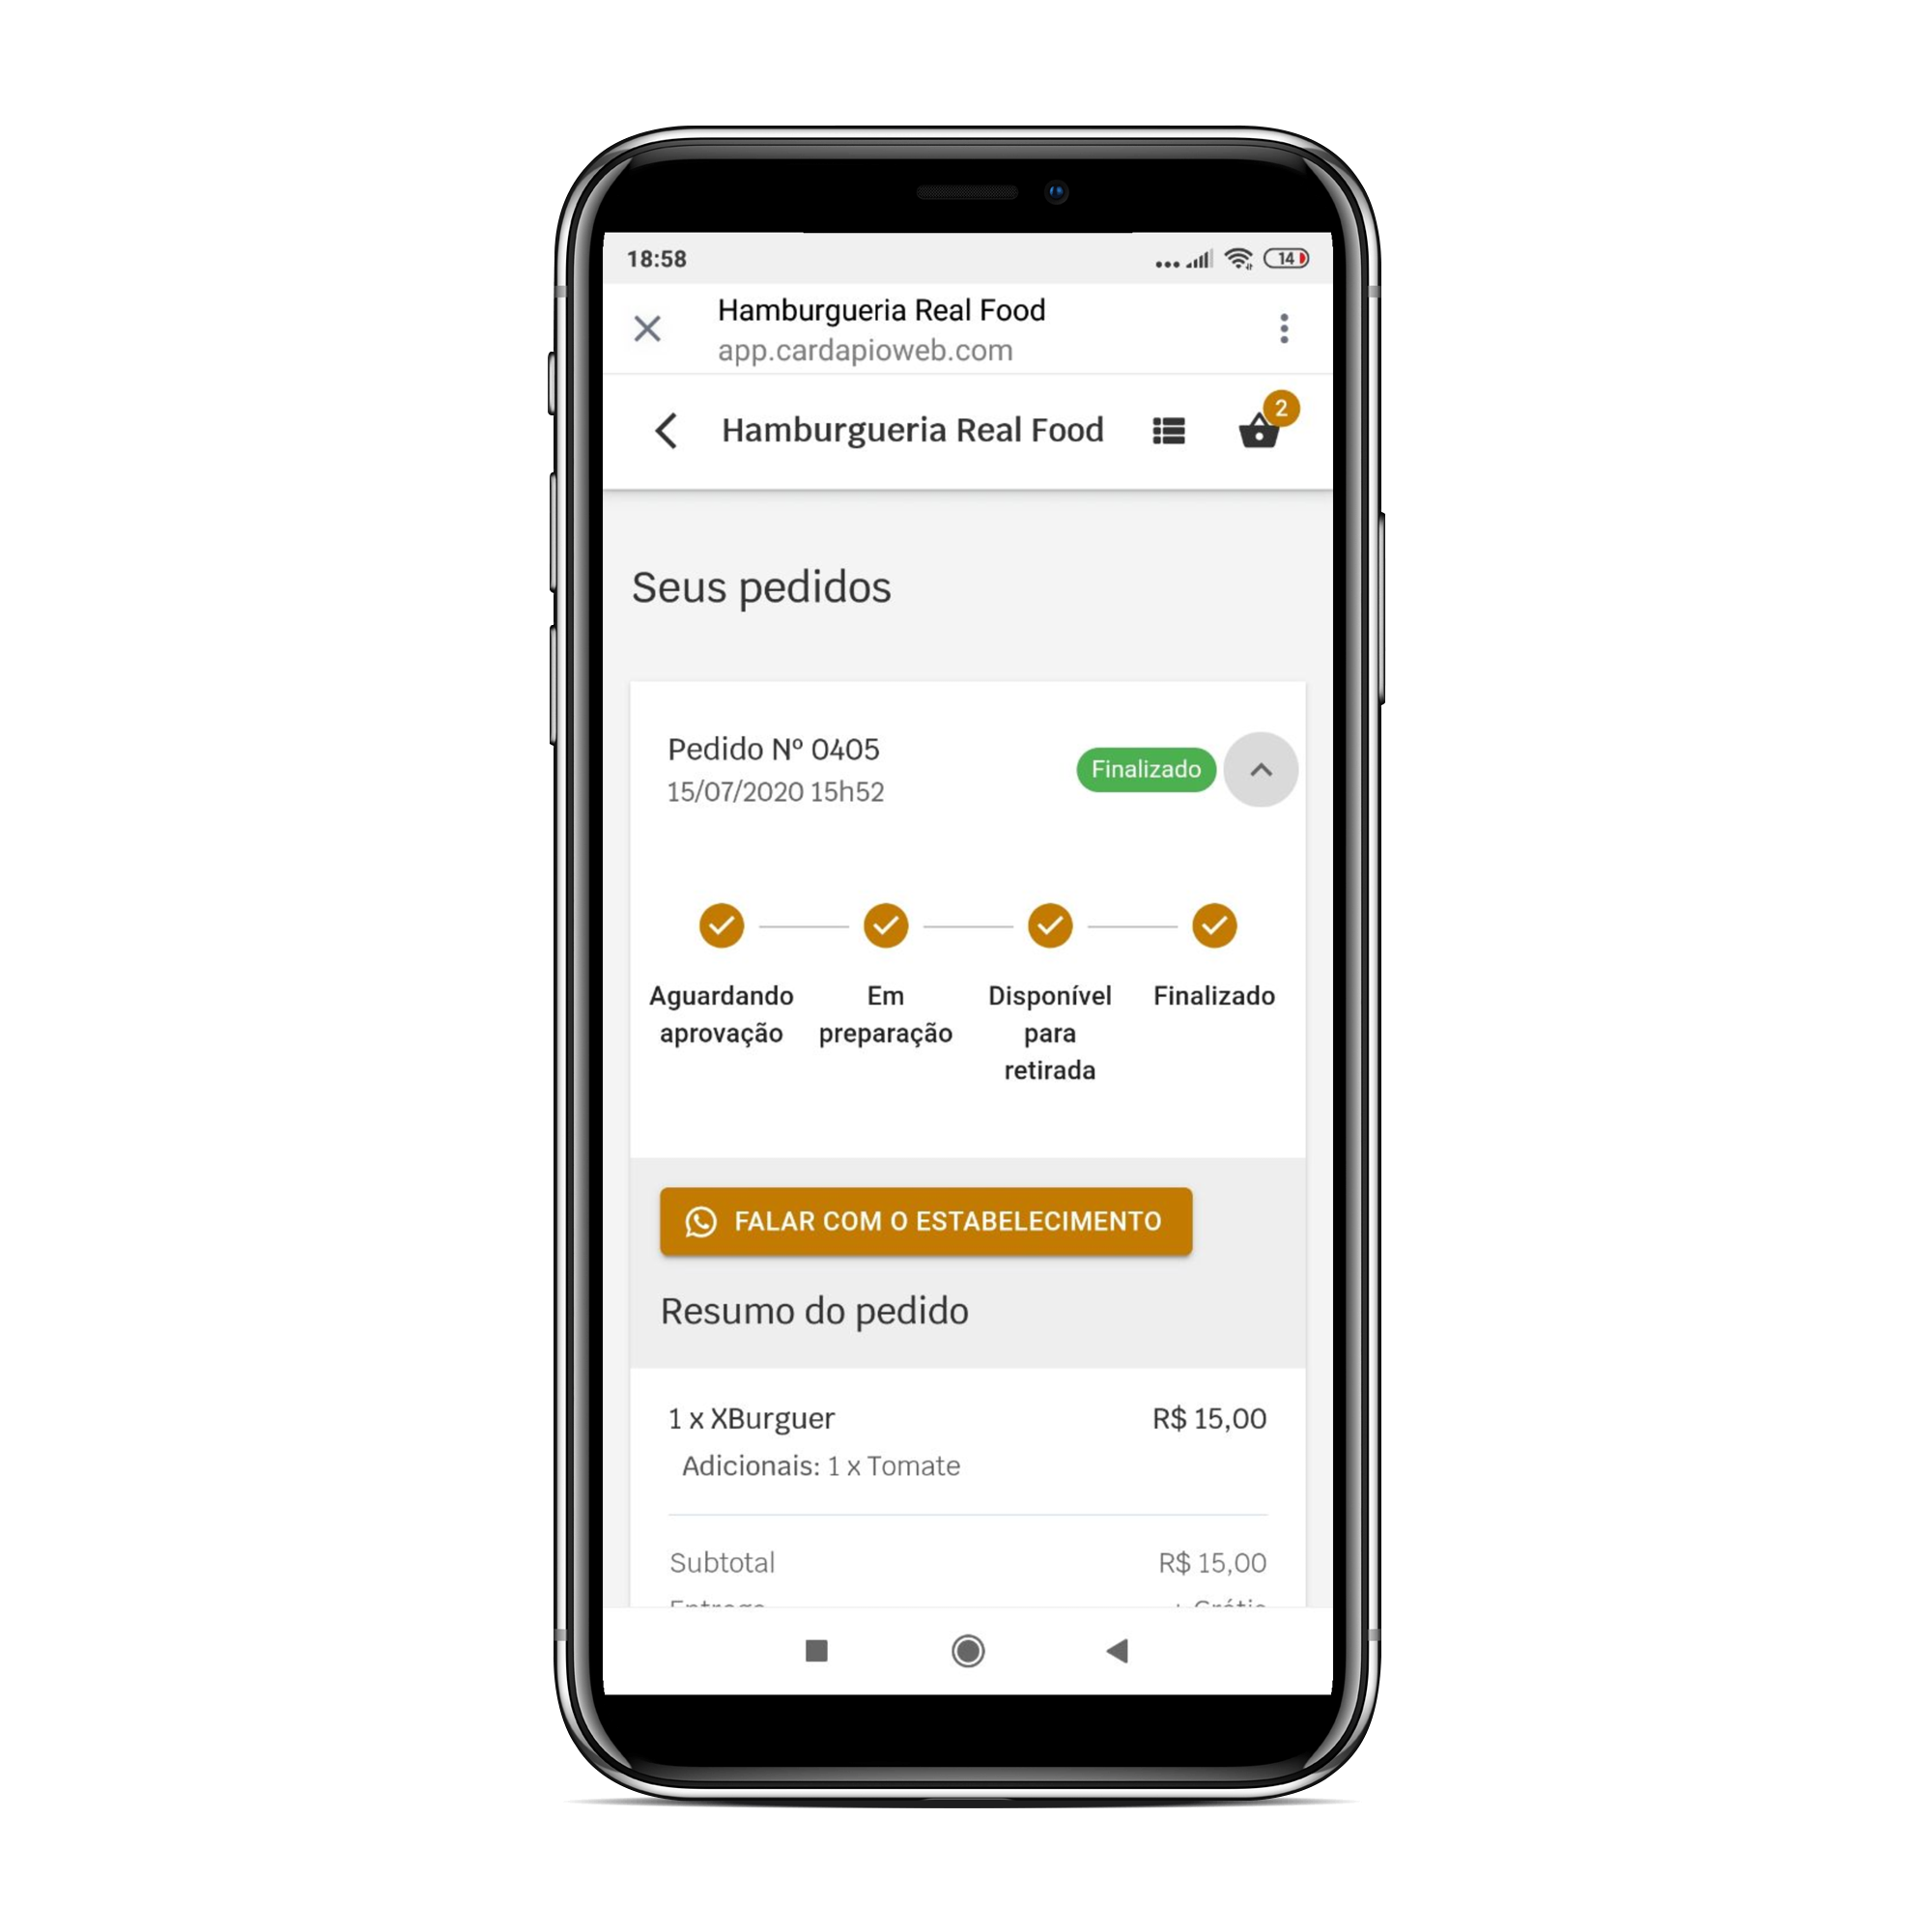 18:58
14
Hamburgueria Real Food
app.cardapioweb.com
Hamburgueria Real Food
2
Seus pedidos
Pedido Nº 0405
Finalizado
15/07/2020 15h52
Aguardando aprovação
Em preparação
Disponível para retirada
Finalizado
FALAR COM O ESTABELECIMENTO
Resumo do pedido
1 x XBurguer R$ 15,00
Adicionais: 1 x Tomate
Subtotal R$ 15,00